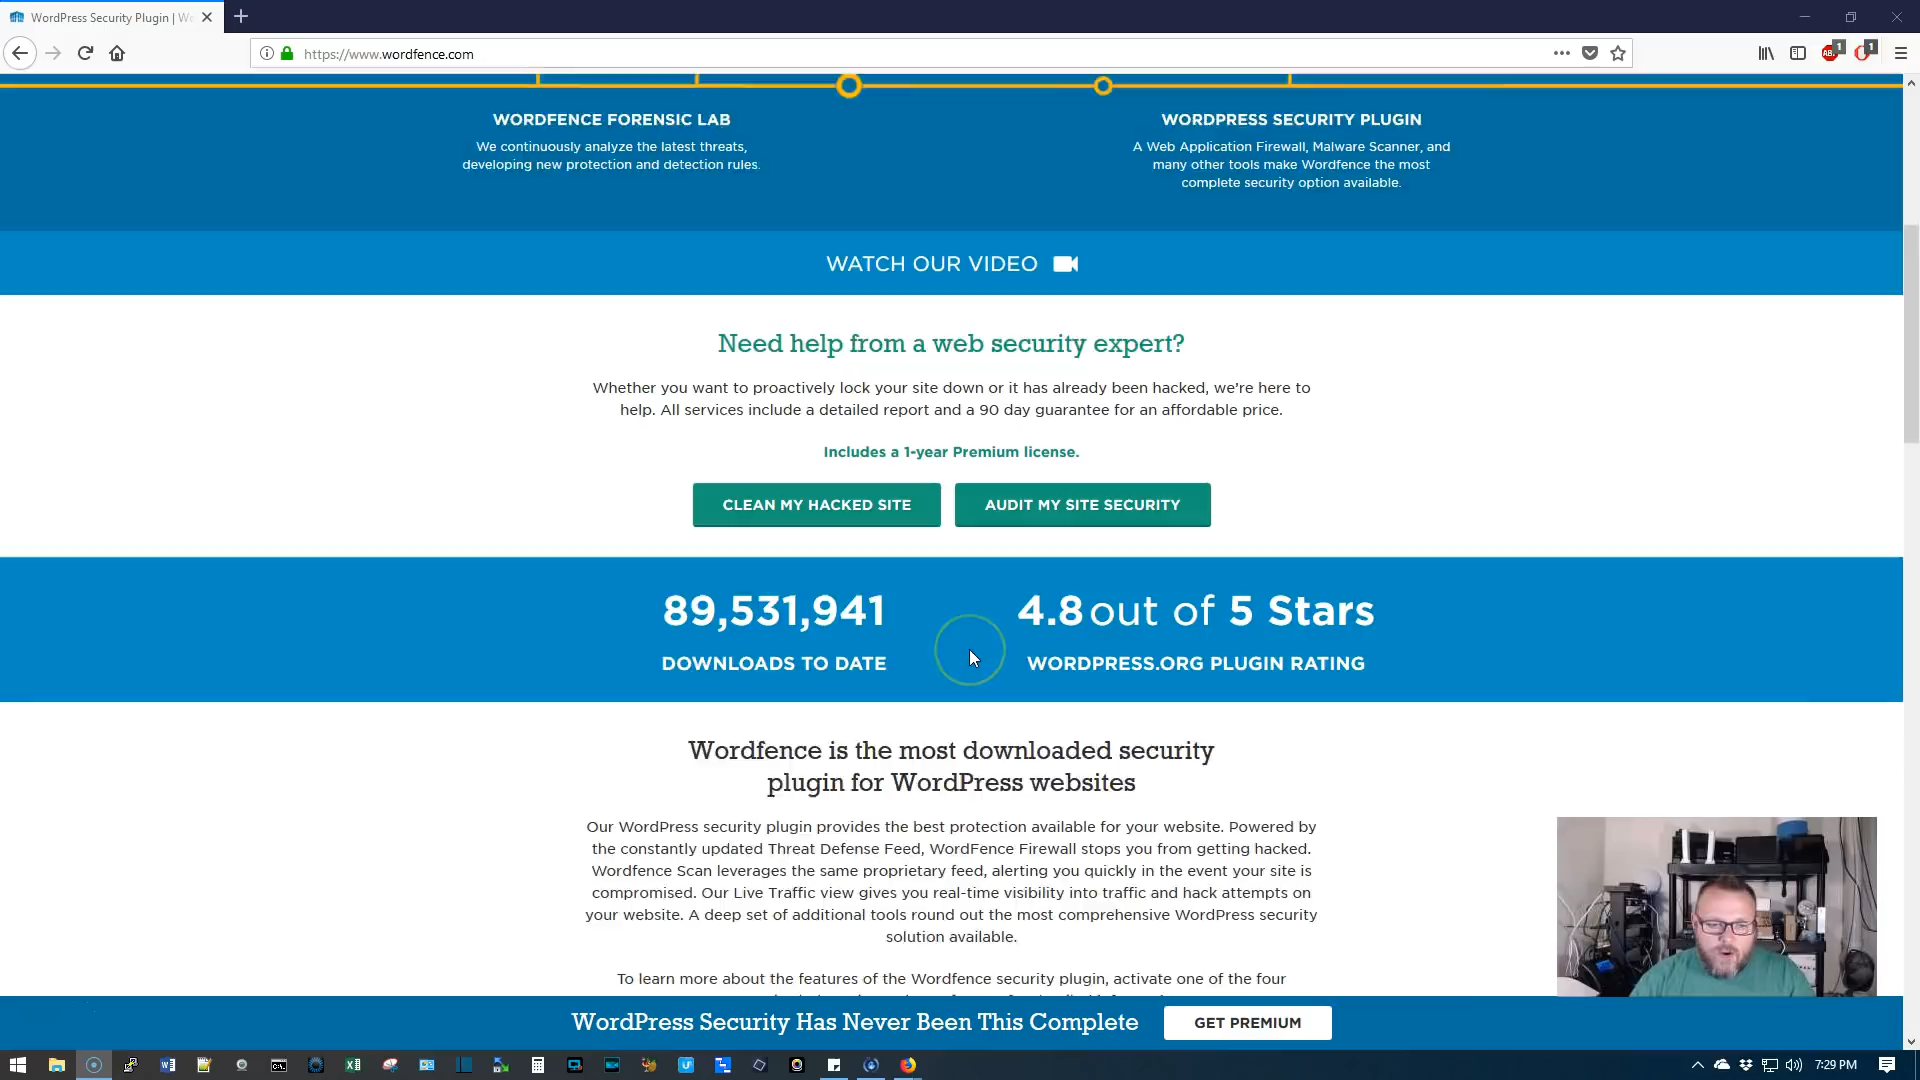 WordPress Security Plugin | Wo
https://www.wordfence.com
1
1
WORDFENCE FORENSIC LAB
We continuously analyze the latest threats,
developing new protection and detection rules.
WORDPRESS SECURITY PLUGIN
A Web Application Firewall, Malware Scanner, and
many other tools make Wordfence the most
complete security option available.
WATCH OUR VIDEO
Need help from a web security expert?
Whether you want to proactively lock your site down or it has already been hacked, we're here to
help. All services include a detailed report and a 90 day guarantee for an affordable price.
Includes a 1-year Premium license.
CLEAN MY HACKED SITE
AUDIT MY SITE SECURITY
89,531,941
DOWNLOADS TO DATE
4.8 out of 5 Stars
WORDPRESS.ORG PLUGIN RATING
Wordfence is the most downloaded security
plugin for WordPress websites
Our WordPress security plugin provides the best protection available for your website. Powered by
the constantly updated Threat Defense Feed, WordFence Firewall stops you from getting hacked.
Wordfence Scan leverages the same proprietary feed, alerting you quickly in the event your site is
compromised. Our Live Traffic view gives you real-time visibility into traffic and hack attempts on
your website. A deep set of additional tools round out the most comprehensive WordPress security
solution available.
To learn more about the features of the Wordfence security plugin, activate one of the four
WordPress Security Has Never Been This Complete
GET PREMIUM
7:29 PM